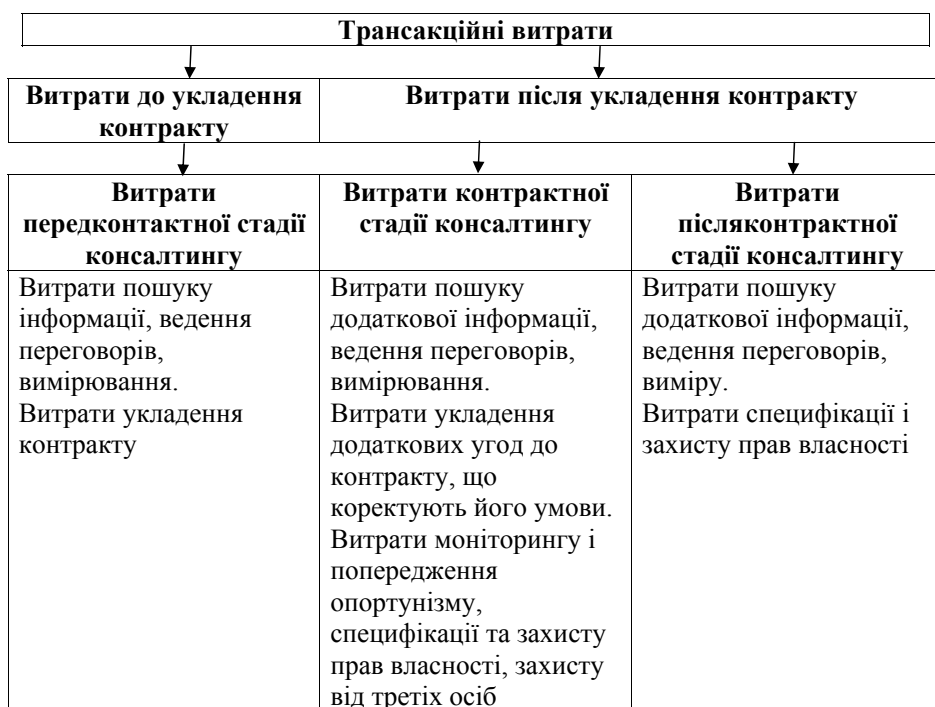 Трансакційні витрати
Витрати до укладення
контракту
Витрати після укладення контракту
Витрати
передконтактної стадії
консалтингу
Витрати контрактної
стадії консалтингу
Витрати
післяконтрактної
стадії консалтингу
Витрати пошуку
інформації, ведення
переговорів,
вимірювання.
Витрати укладення
контракту
Витрати пошуку
додаткової інформації,
ведення переговорів,
вимірювання.
Витрати укладення
додаткових угод до
контракту, що
коректують його умови.
Витрати моніторингу і
попередження
опортунізму,
специфікації та захисту
прав власності, захисту
від третіх осіб
Витрати пошуку
додаткової інформації,
ведення переговорів,
виміру.
Витрати специфікації і
захисту прав власності